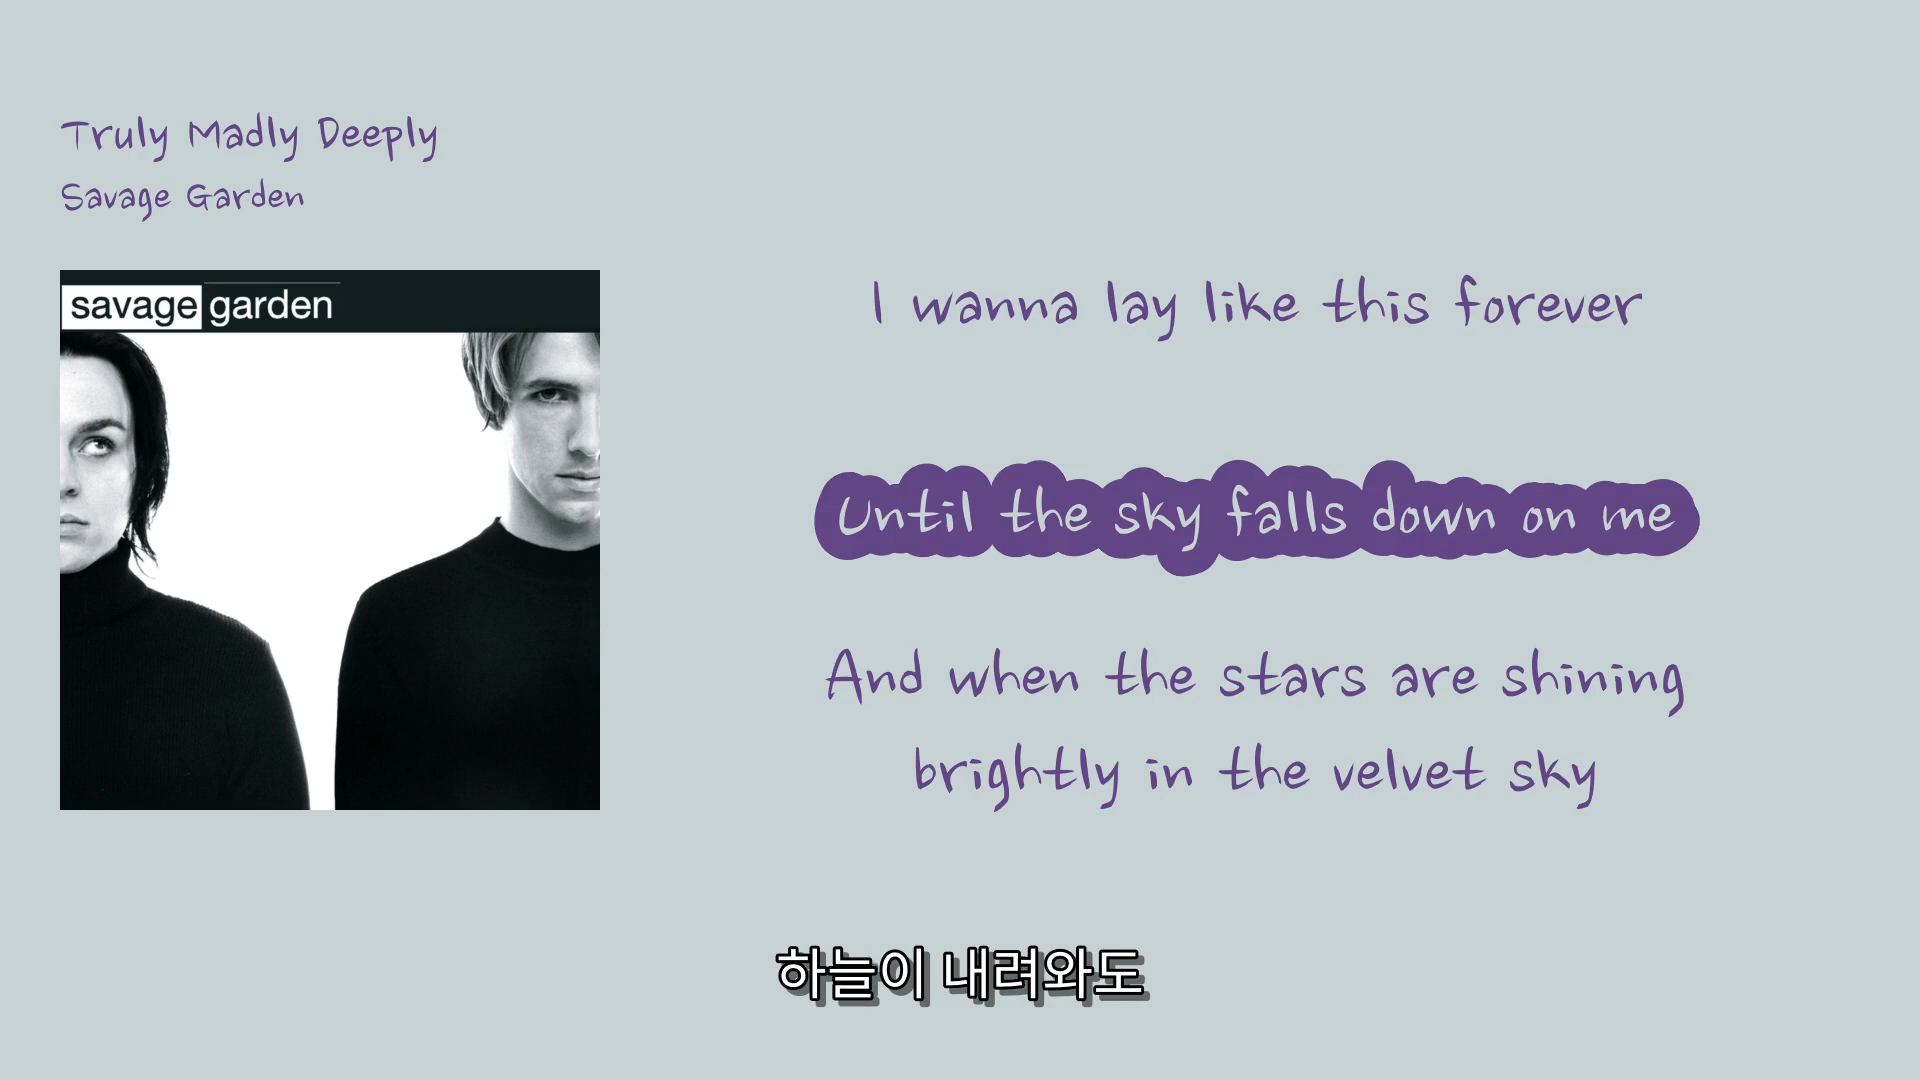 Truly Madly Deeply
Savage Garden
savage garden
I wanna lay like this forever
Until the sky falls down on me
And when the stars are shining
brightly in the velvet sky
하늘이 내려와도